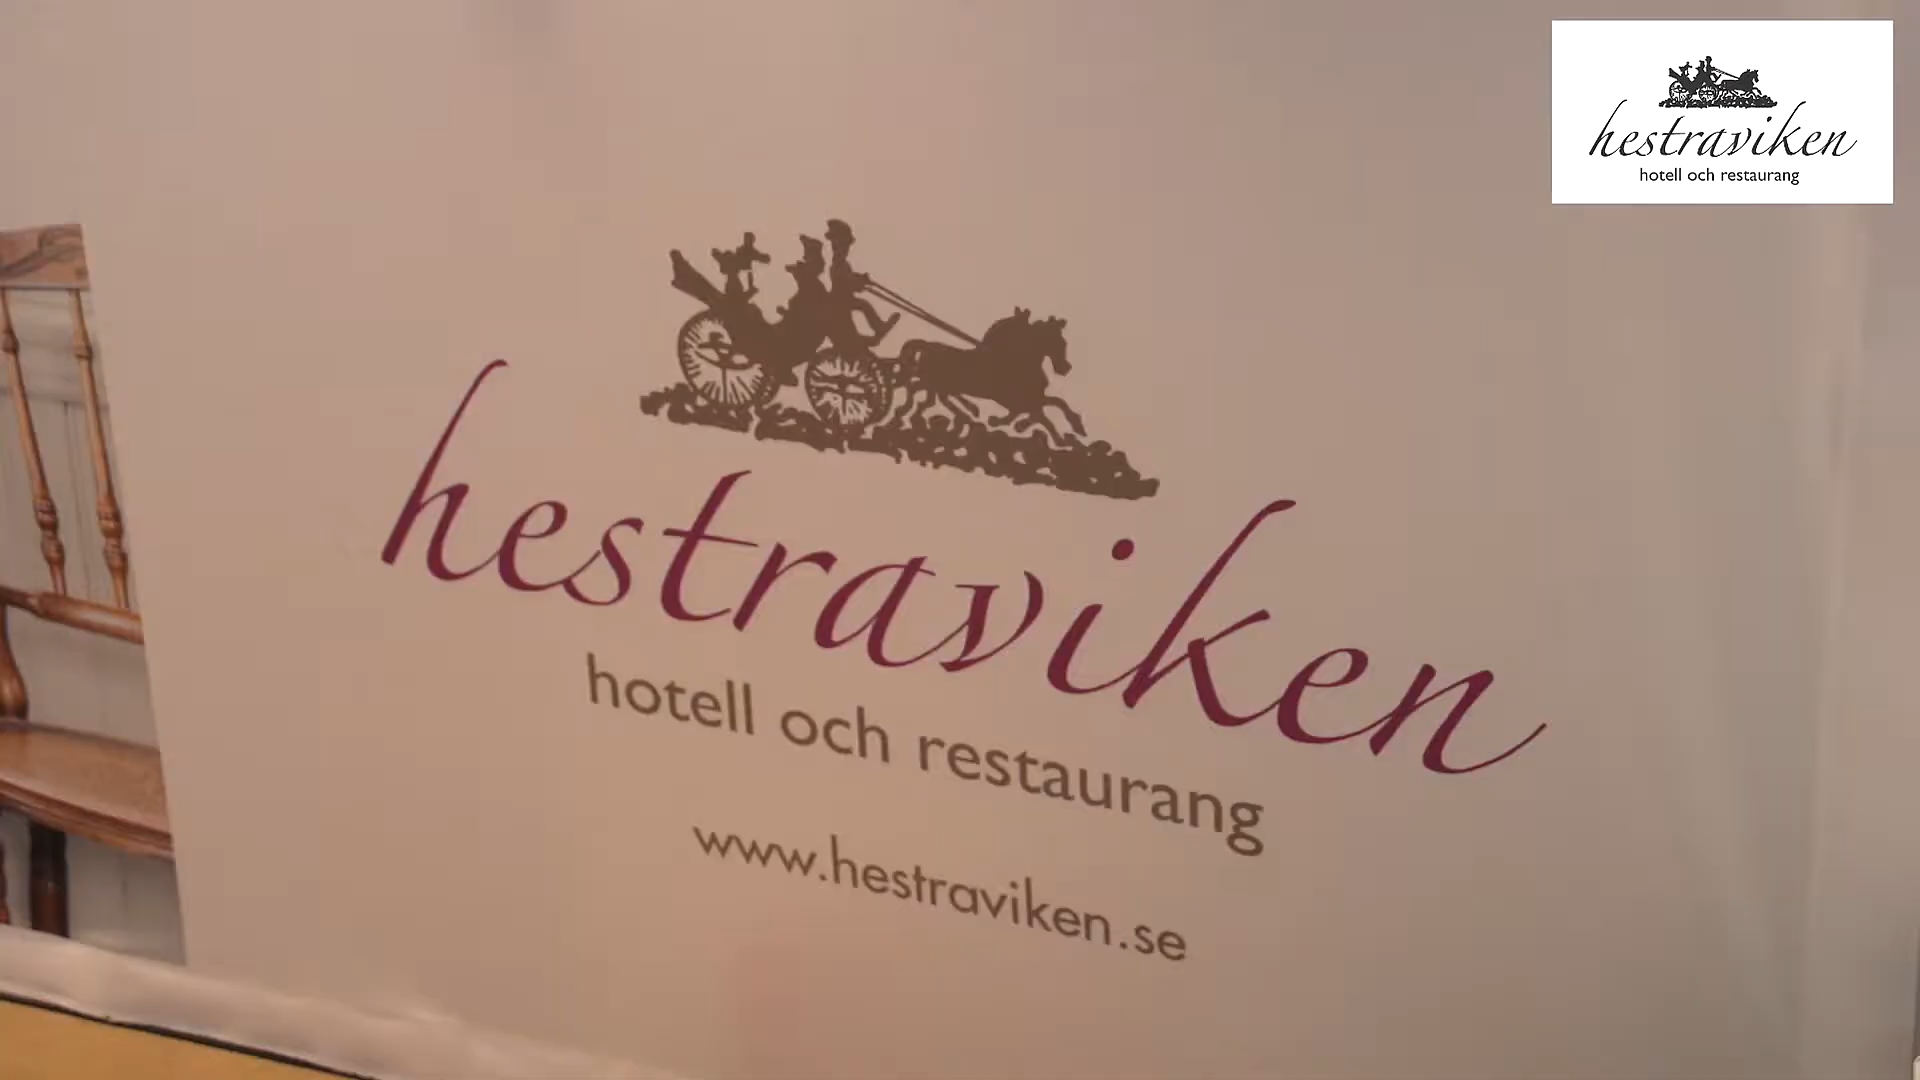 hestraviken
hotell och restaurang
hestraviken
hotell och restaurang
www.hestraviken.se